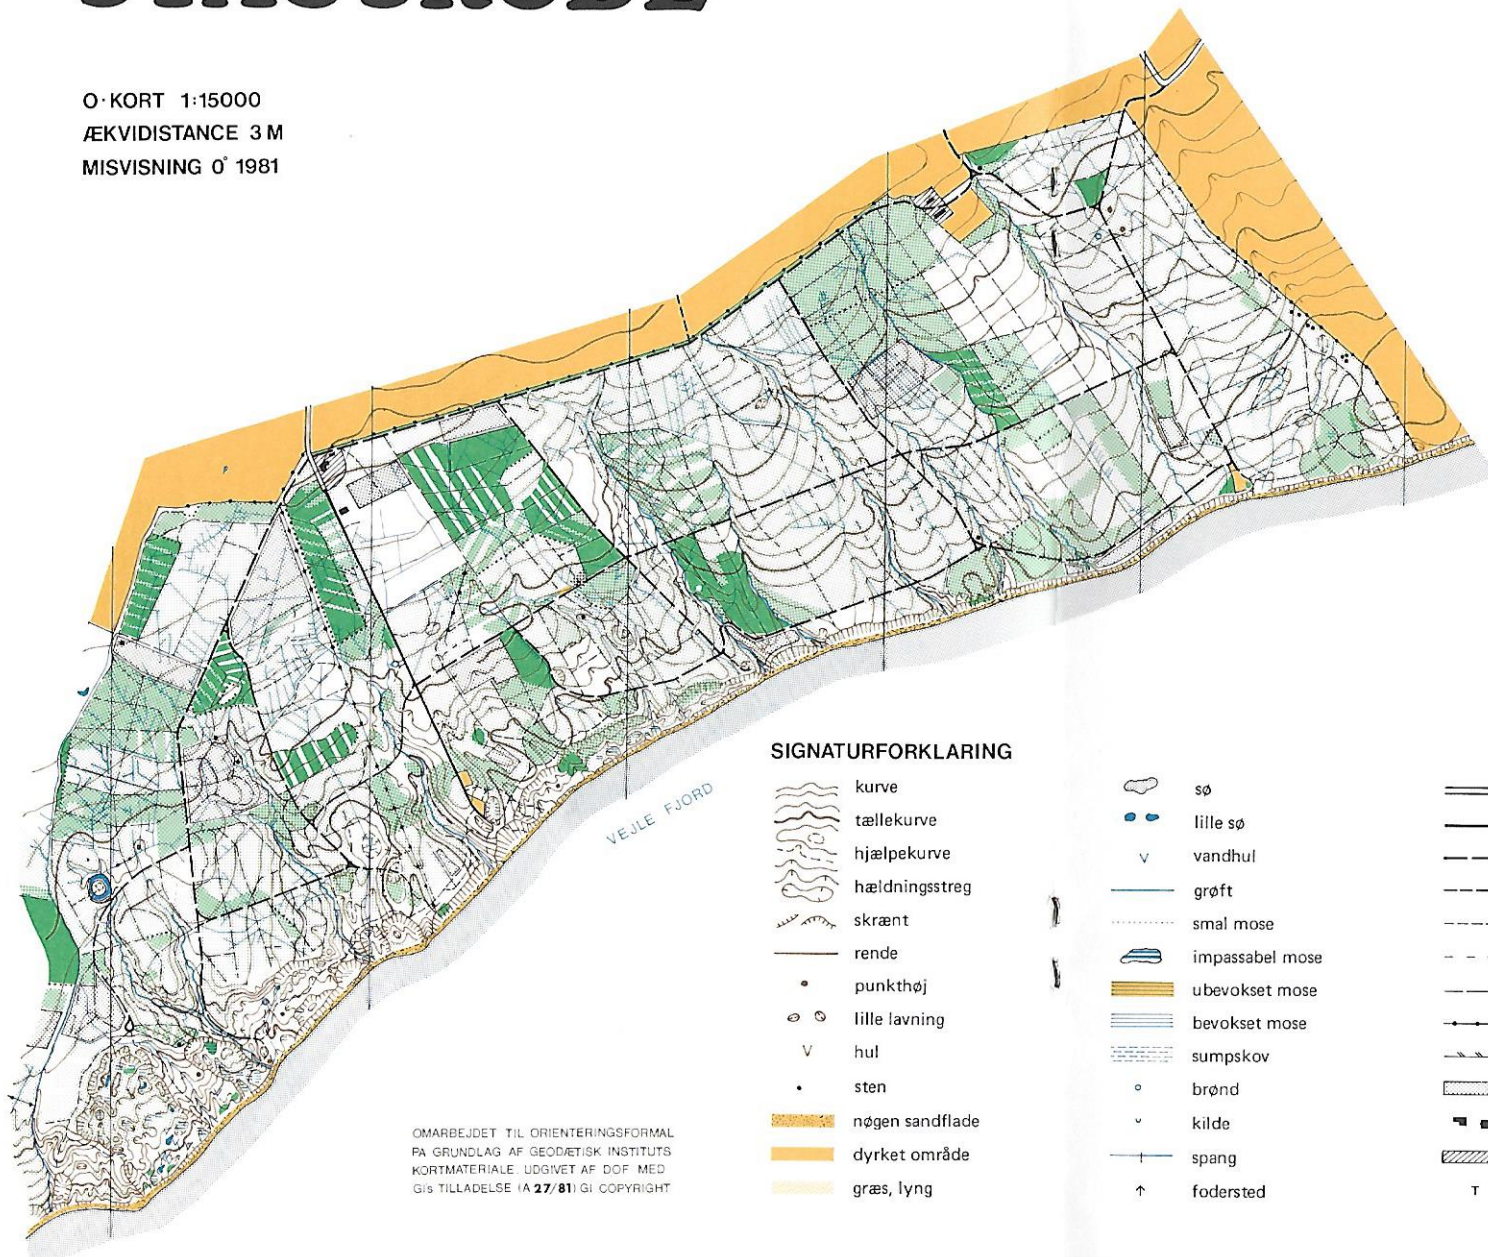 O-KORT 1:15000
ÆKVIDISTANCE 3 M
MISVISNING 0° 1981
VEJLE FJORD
SIGNATURFORKLARING
kurve
tællekurve
hjælpekurve
hældningsstreg
skrænt
rende
punkthøj
lille lavning
hul
sten
nøgen sandflade
dyrket område
græs, lyng
sø
lille sø
vandhul
grøft
smal mose
impassabel mose
ubevokset mose
bevokset mose
sumpskov
brønd
kilde
spang
fodersted
T
OMARBEJDET TIL ORIENTERINGSFORMAL
PA GRUNDLAG AF GEODÆTISK INSTITUTS
KORTMATERIALE. UDGIVET AF DOF MED
GIs TILLADELSE (A 27/81) GI COPYRIGHT